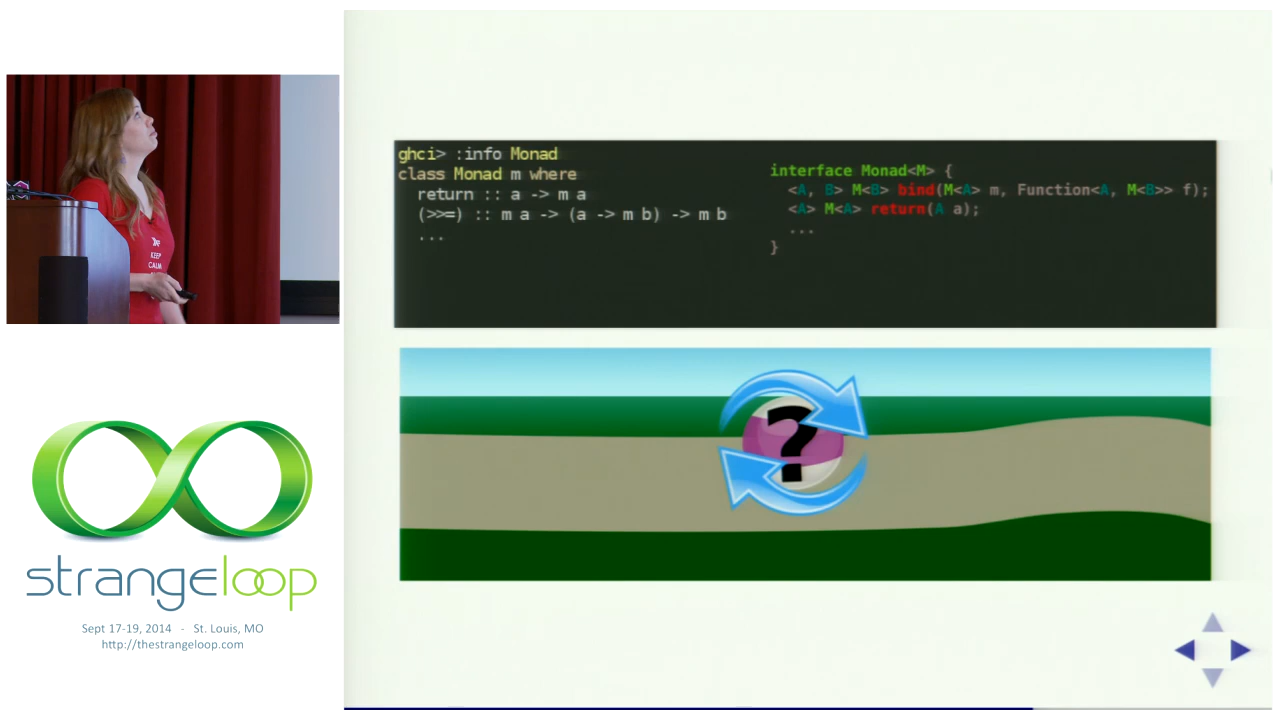 ghci> :info Monad
class Monad m where
return :: a -> m a
(>>=) :: m a -> (a -> m b) -> m b
...
interface Monad<M> {
<A, B> M<B> bind(M<A> m, Function<A, M<B>> f);
<A> M<A> return(A a);
...
}
?
KEEP
CALM
strangeloop
Sept 17-19, 2014 - St. Louis, MO
http://thestrangeloop.com